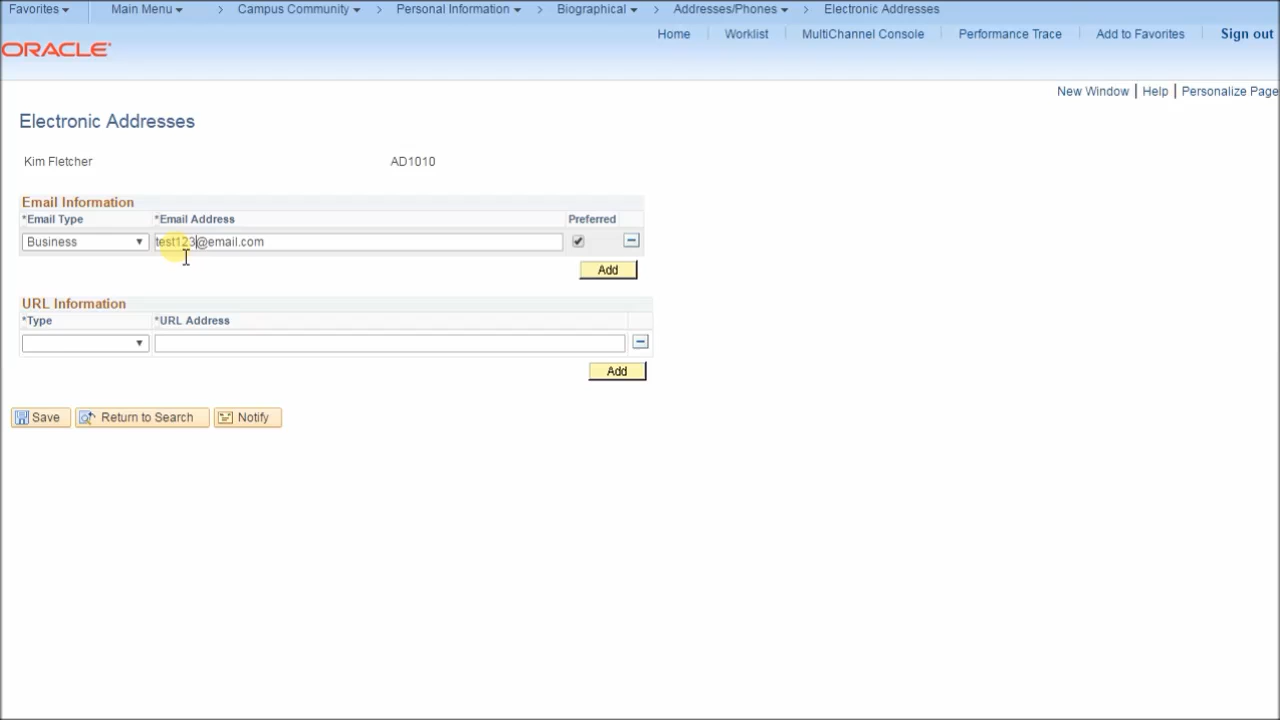 Favorites Main Menu > Campus Community > Personal Information > Biographical > Addresses/Phones > Electronic Addresses
Home Worklist MultiChannel Console Performance Trace Add to Favorites Sign out
ORACLE
New Window | Help | Personalize Page
Electronic Addresses
Kim Fletcher AD1010
Email Information
*Email Type *Email Address Preferred
Business test123@email.com
Add
URL Information
*Type *URL Address
Add
Save Return to Search Notify